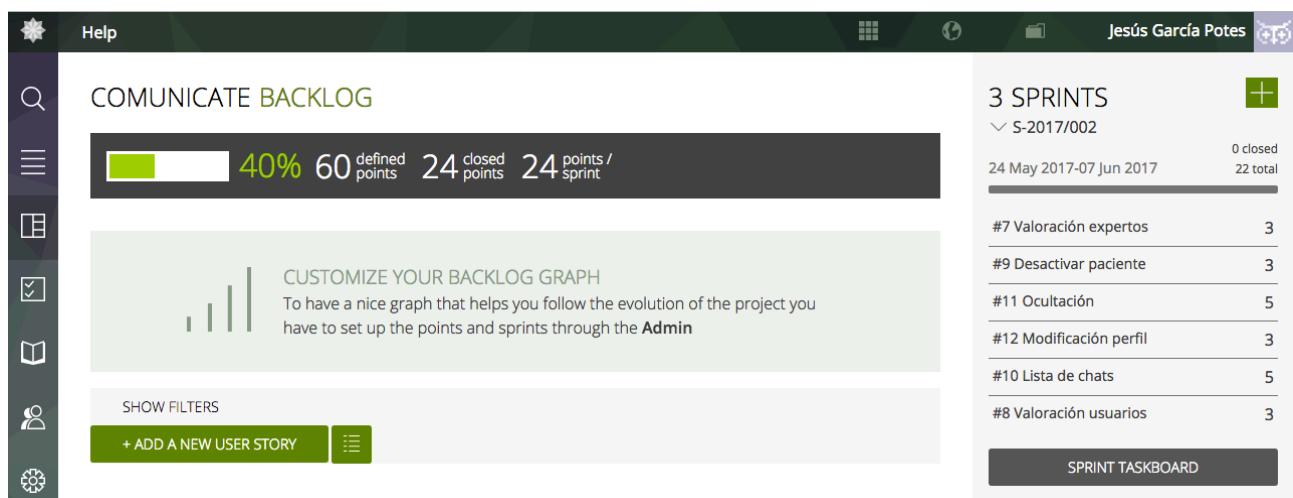 Help
Jesús García Potes
COMUNICATE BACKLOG
40% 60 defined points 24 closed points 24 points / sprint
CUSTOMIZE YOUR BACKLOG GRAPH
To have a nice graph that helps you follow the evolution of the project you
have to set up the points and sprints through the Admin
SHOW FILTERS
+ ADD A NEW USER STORY
3 SPRINTS
S-2017/002
0 closed
24 May 2017-07 Jun 2017 22 total
#7 Valoración expertos 3
#9 Desactivar paciente 3
#11 Ocultación 5
#12 Modificación perfil 3
#10 Lista de chats 5
#8 Valoración usuarios 3
SPRINT TASKBOARD